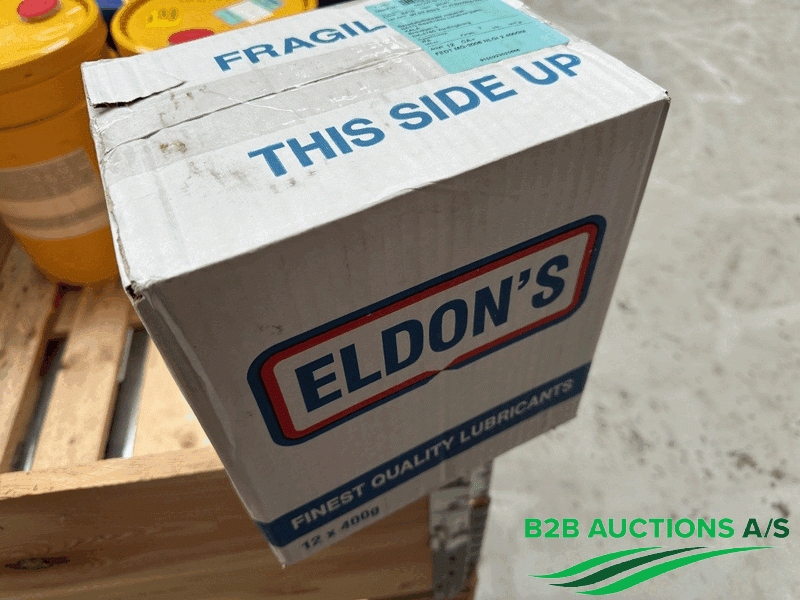 FRAGIL
THIS SIDE UP
ELDON'S
FINEST QUALITY LUBRICANTS
12 x 400g
B2B AUCTIONS A/S